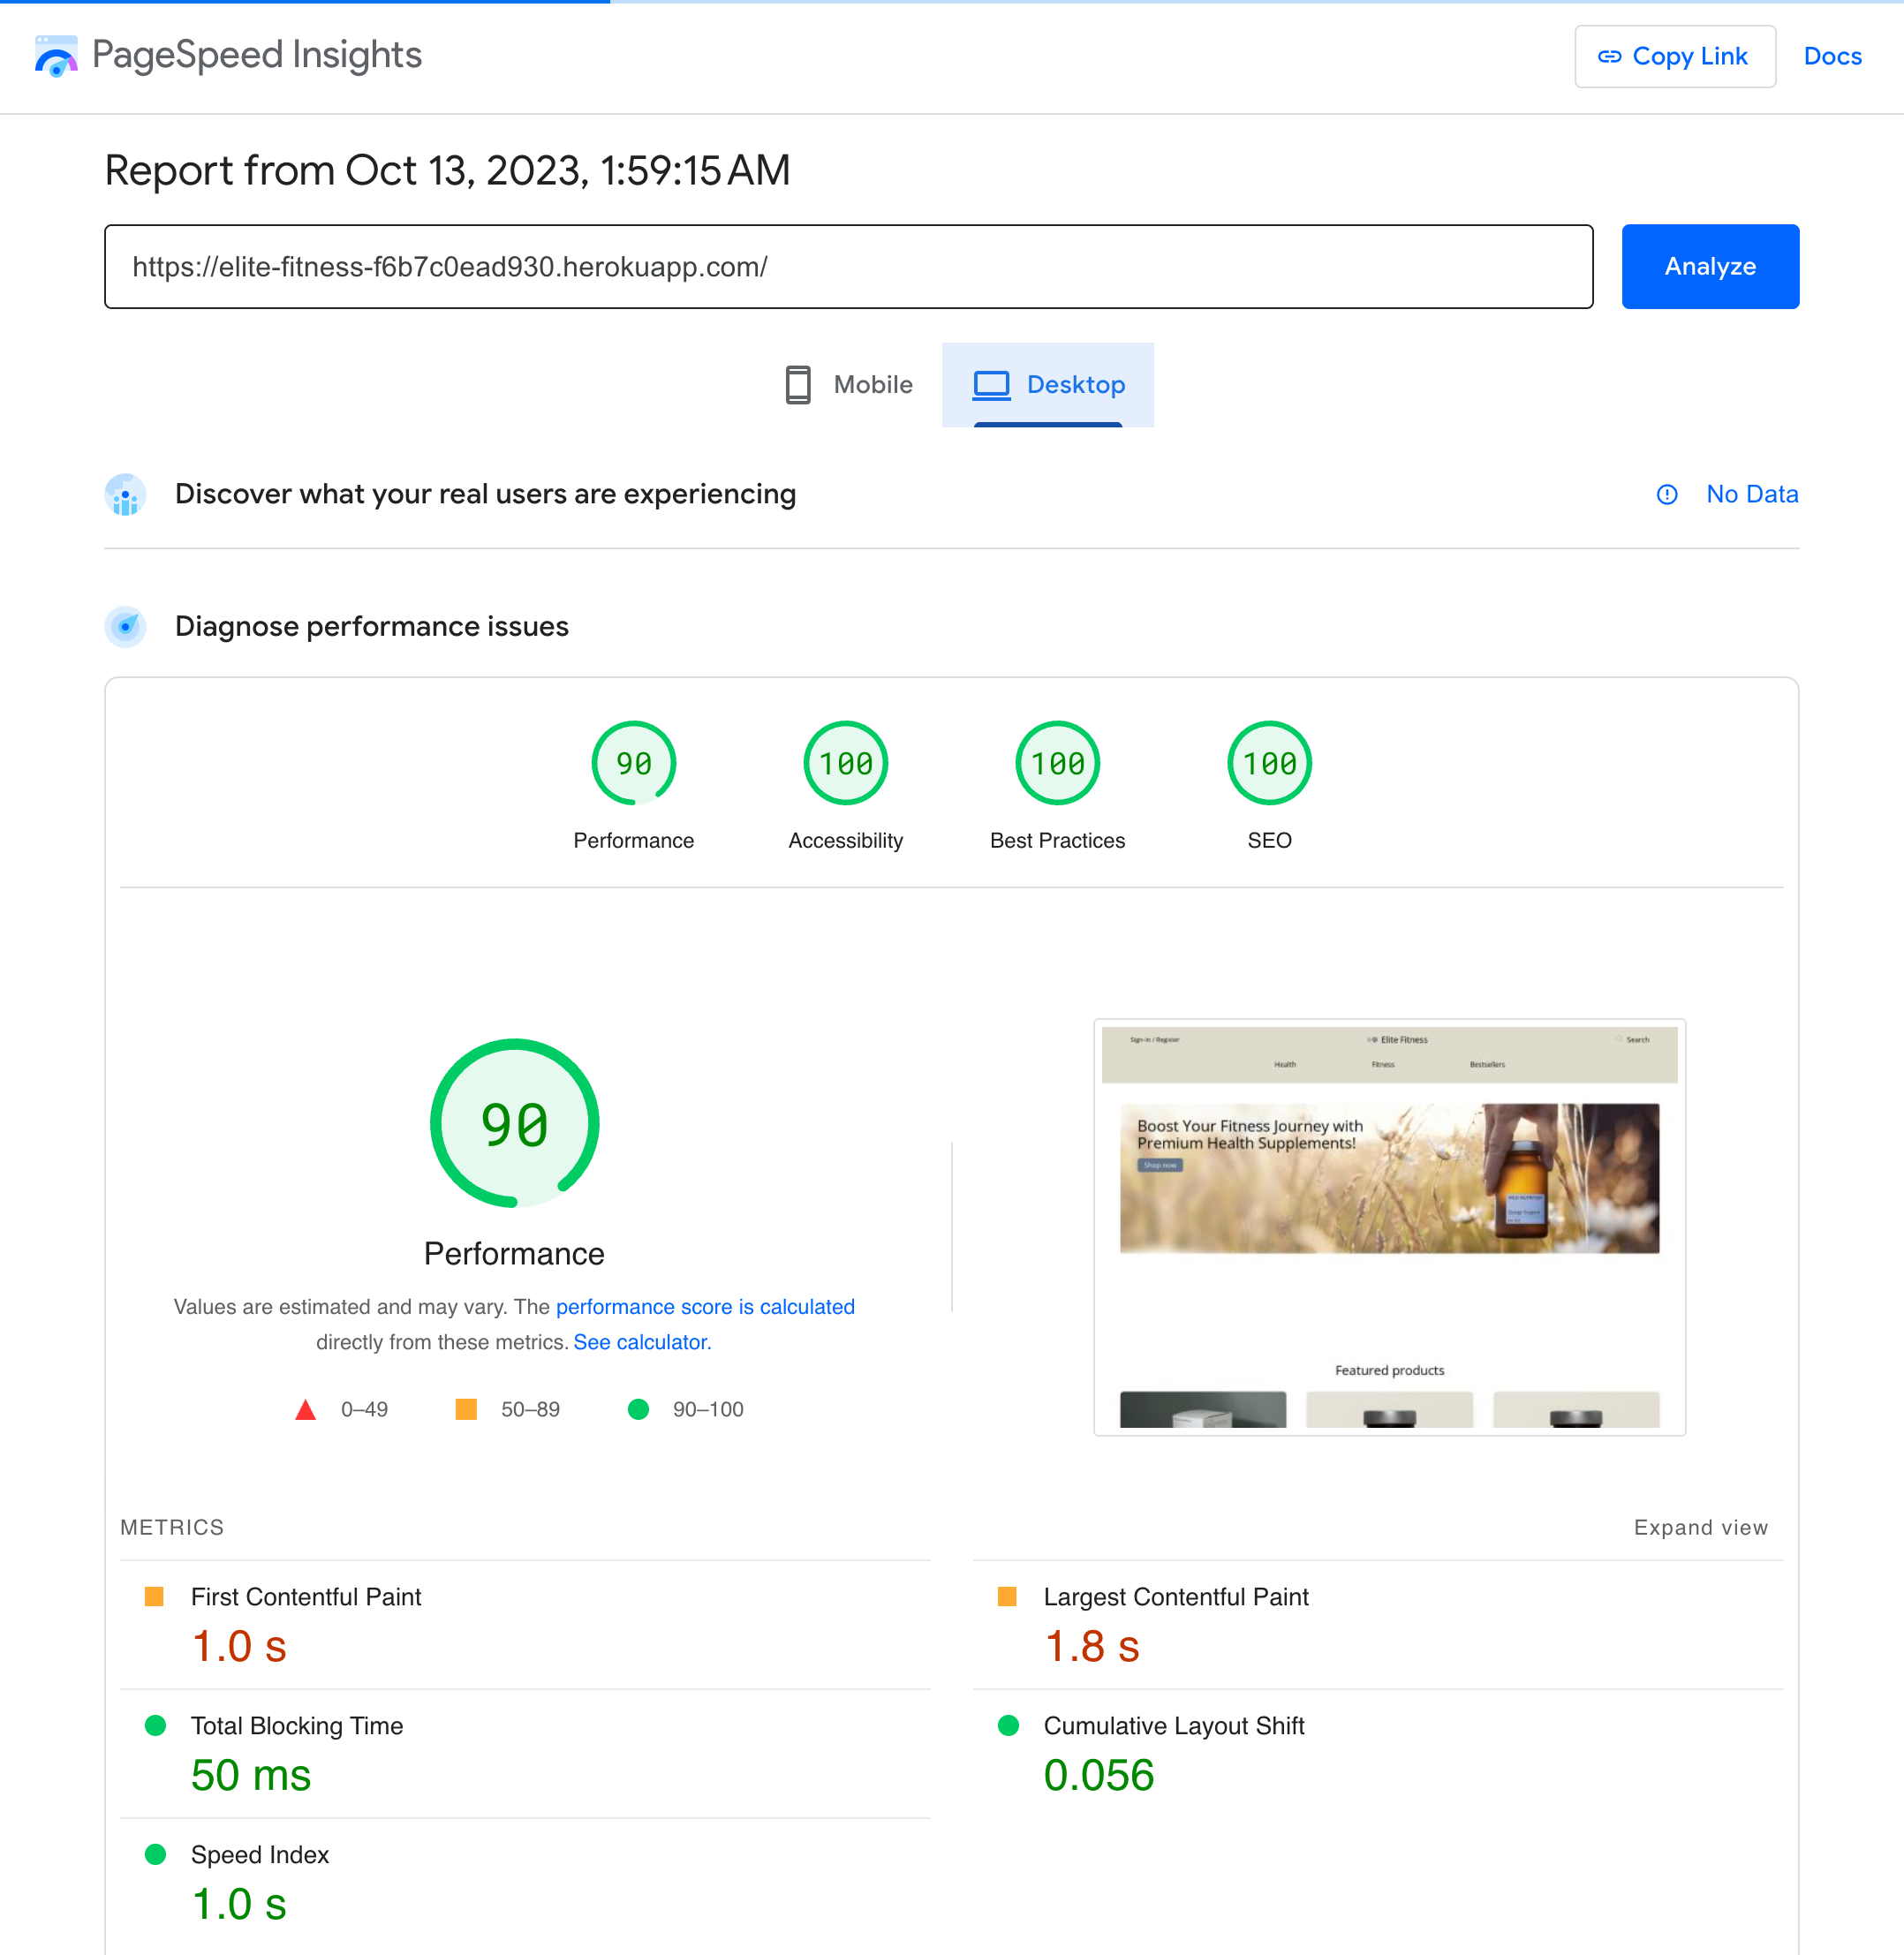 PageSpeed Insights
Copy Link
Docs
Report from Oct 13, 2023, 1:59:15 AM
https://elite-fitness-f6b7c0ead930.herokuapp.com/
Analyze
Mobile
Desktop
Discover what your real users are experiencing
No Data
Diagnose performance issues
90
100
100
100
Performance
Accessibility
Best Practices
SEO
90
Performance
Values are estimated and may vary. The performance score is calculated
directly from these metrics. See calculator.
0–49
50–89
90–100
Sign-in / Register
Elite Fitness
Search
Health
Fitness
Bestsellers
Boost Your Fitness Journey with
Premium Health Supplements!
Shop now
Featured products
METRICS
Expand view
First Contentful Paint
1.0 s
Largest Contentful Paint
1.8 s
Total Blocking Time
50 ms
Cumulative Layout Shift
0.056
Speed Index
1.0 s